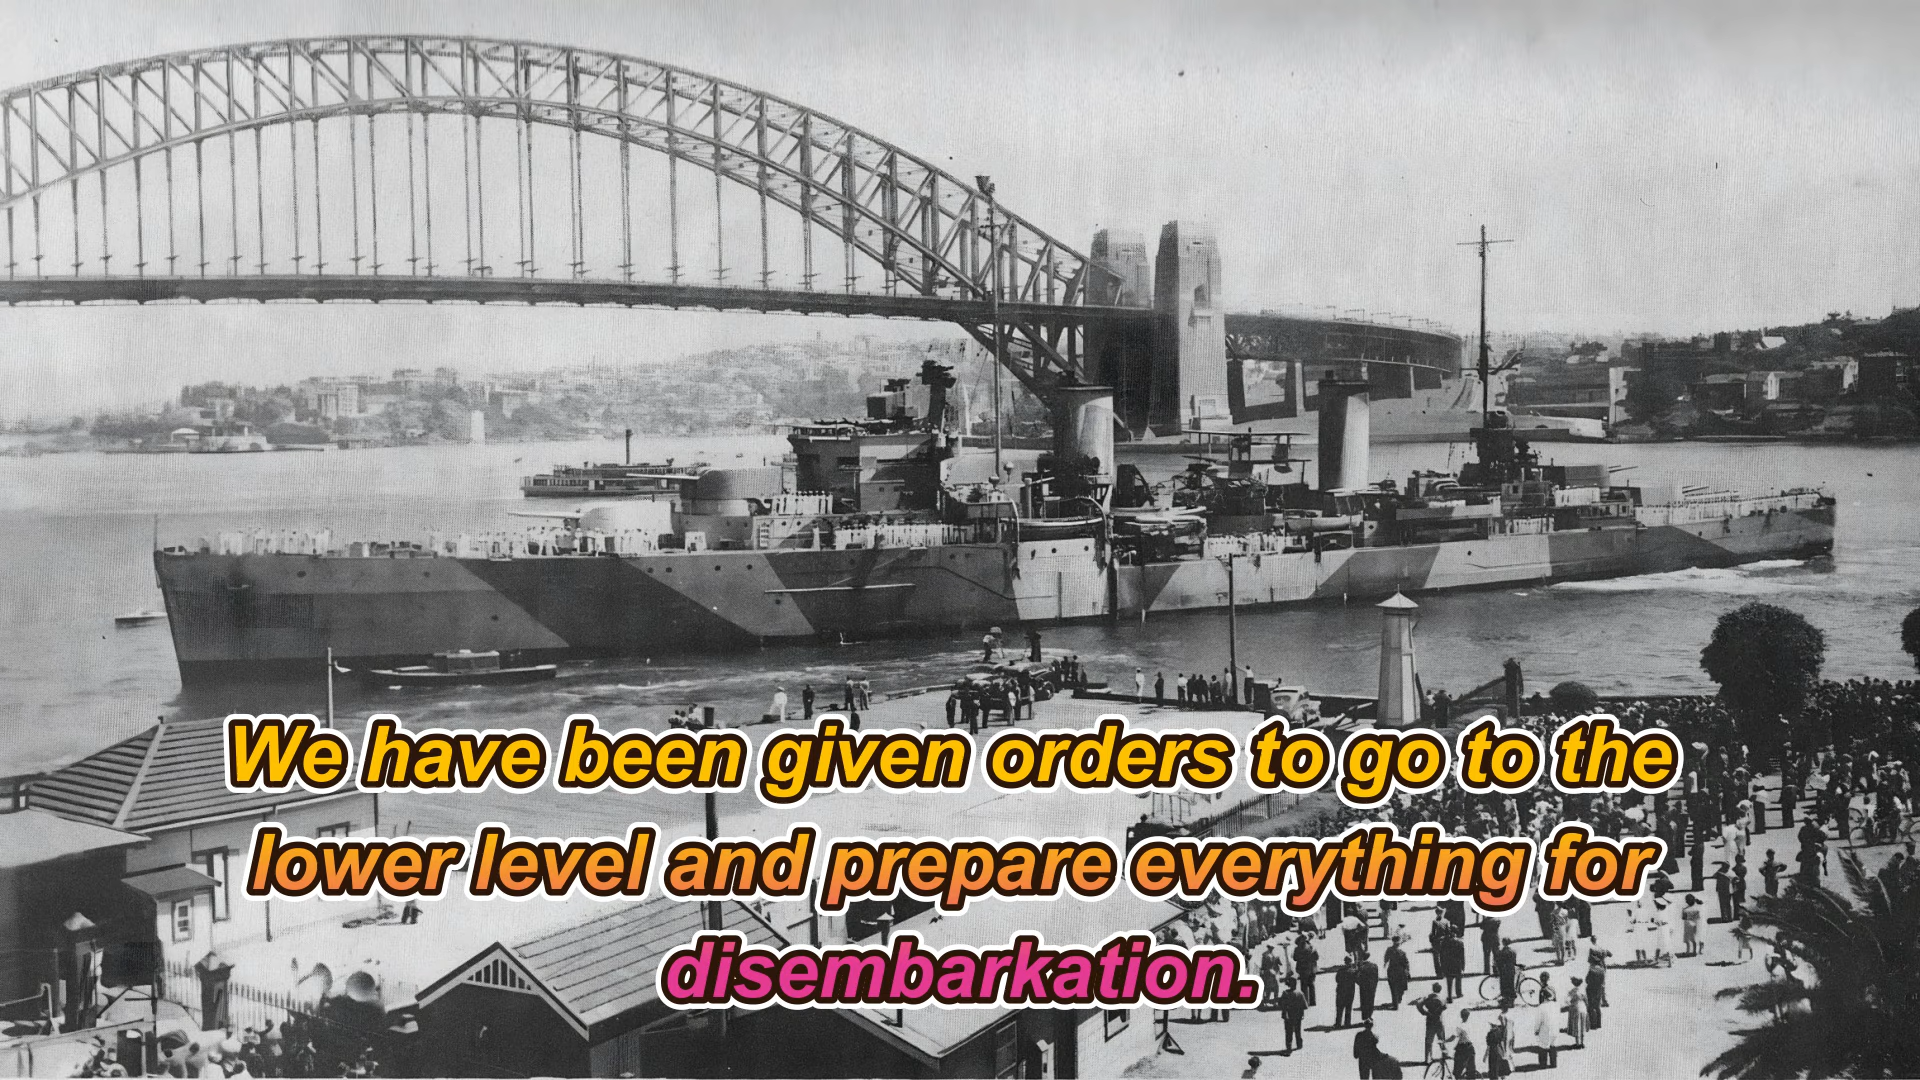 We have been given orders to go to the
lower level and prepare everything for
disembarkation.